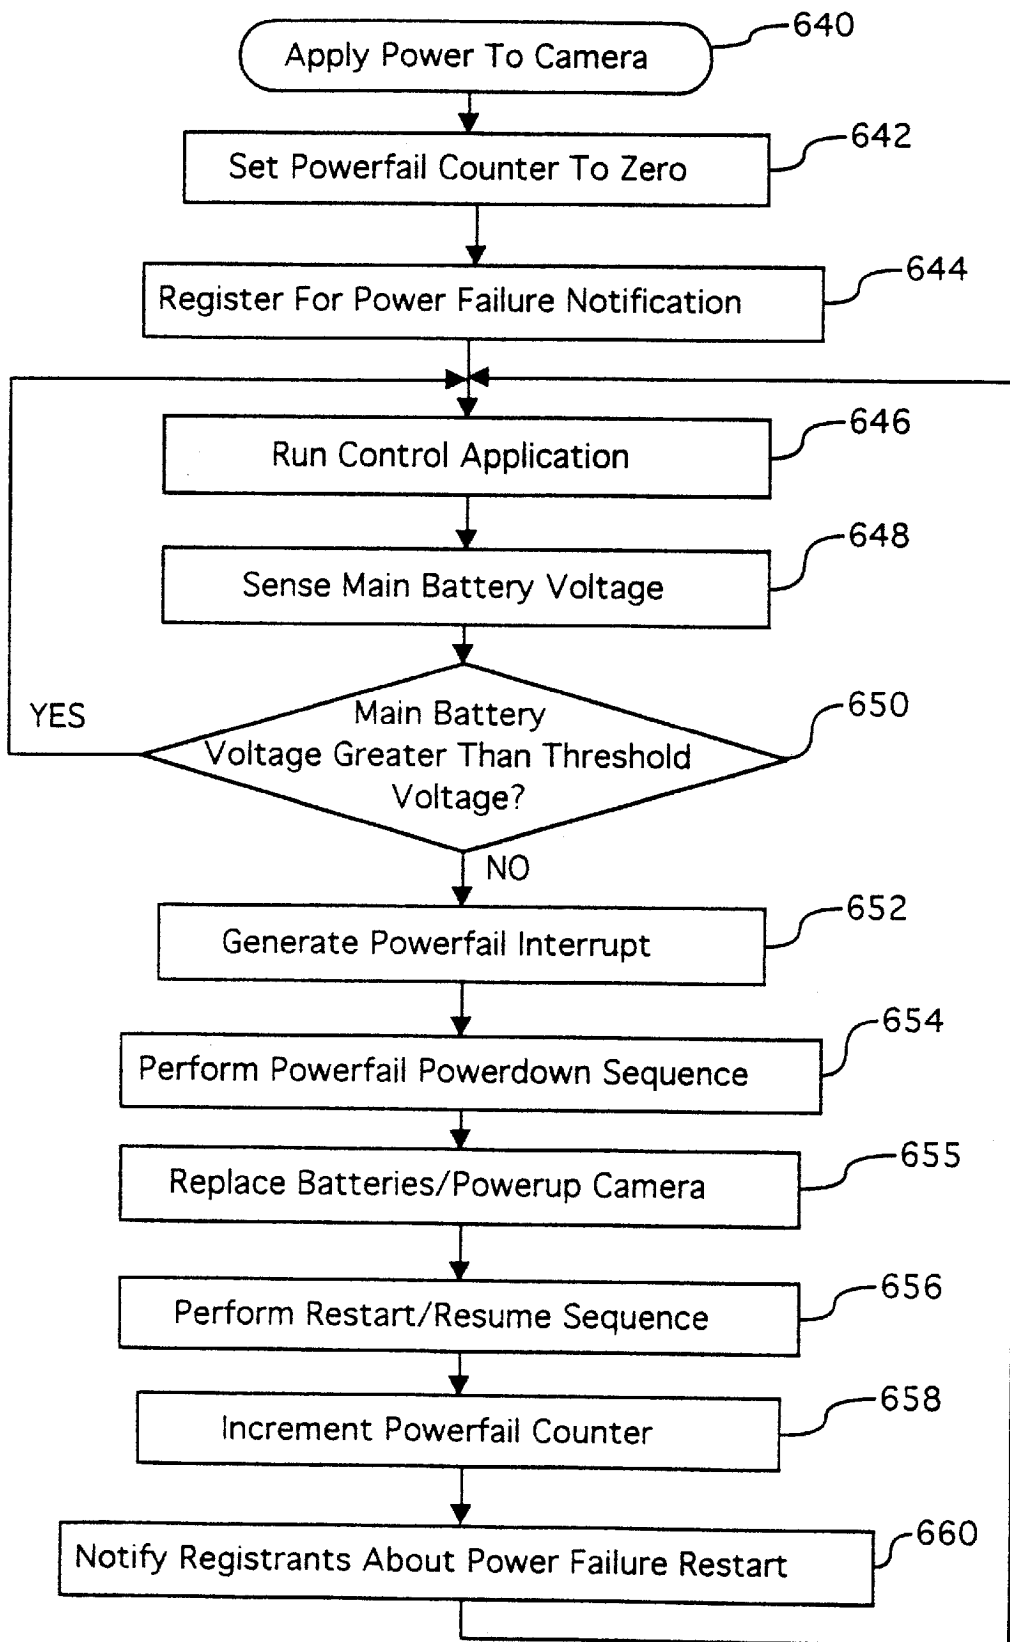 Apply Power To Camera
640
Set Powerfail Counter To Zero
642
Register For Power Failure Notification
644
Run Control Application
646
Sense Main Battery Voltage
648
Main Battery
Voltage Greater Than Threshold
Voltage?
650
YES
NO
Generate Powerfail Interrupt
652
Perform Powerfail Powerdown Sequence
654
Replace Batteries/Powerup Camera
655
Perform Restart/Resume Sequence
656
Increment Powerfail Counter
658
Notify Registrants About Power Failure Restart
660